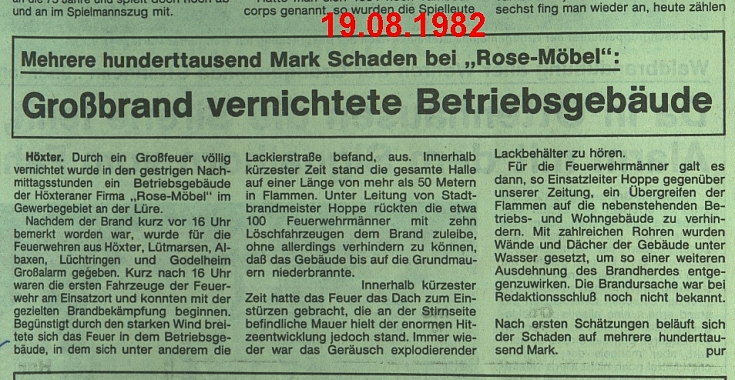 und an im Spielmannszug mit.
corps genannt, so wurden die Spielleute
sechst fing man wieder an, heute zählen
19.08.1982
Mehrere hunderttausend Mark Schaden bei „Rose-Möbel“:
Großbrand vernichtete Betriebsgebäude
Höxter. Durch ein Großfeuer völlig
vernichtet wurde in den gestrigen Nach-
mittagsstunden ein Betriebsgebäude
der Höxteraner Firma „Rose-Möbel“ im
Gewerbegebiet an der Lüre.
Nachdem der Brand kurz vor 16 Uhr
bemerkt worden war, wurde für die
Feuerwehren aus Höxter, Lütmarsen, Al-
baxen, Lüchtringen und Godelheim
Großalarm gegeben. Kurz nach 16 Uhr
waren die ersten Fahrzeuge der Feuer-
wehr am Einsatzort und konnten mit der
gezielten Brandbekämpfung beginnen.
Begünstigt durch den starken Wind brei-
tete sich das Feuer in dem Betriebsge-
bäude, in dem sich unter anderem die
Lackierstraße befand, aus. Innerhalb
kürzester Zeit stand die gesamte Halle
auf einer Länge von mehr als 50 Metern
in Flammen. Unter Leitung von Stadt-
brandmeister Hoppe rückten die etwa
100 Feuerwehrmänner mit zehn
Löschfahrzeugen dem Brand zuleibe,
ohne allerdings verhindern zu können,
daß das Gebäude bis auf die Grundmau-
ern niederbrannte.
Innerhalb kürzester
Zeit hatte das Feuer das Dach zum Ein-
stürzen gebracht, die an der Stirnseite
befindliche Mauer hielt der enormen Hit-
zeentwicklung jedoch stand. Immer wie-
der war das Geräusch explodierender
Lackbehälter zu hören.
Für die Feuerwehrmänner galt es
dann, so Einsatzleiter Hoppe gegenüber
unserer Zeitung, ein Übergreifen der
Flammen auf die nebenstehenden Be-
triebs- und Wohngebäude zu verhin-
dern. Mit zahlreichen Rohren wurden
Wände und Dächer der Gebäude unter
Wasser gesetzt, um so einer weiteren
Ausdehnung des Brandherdes entge-
genzuwirken. Die Brandursache war bei
Redaktionsschluß noch nicht bekannt.
Nach ersten Schätzungen beläuft sich
der Schaden auf mehrere hunderttau-
send Mark. pur